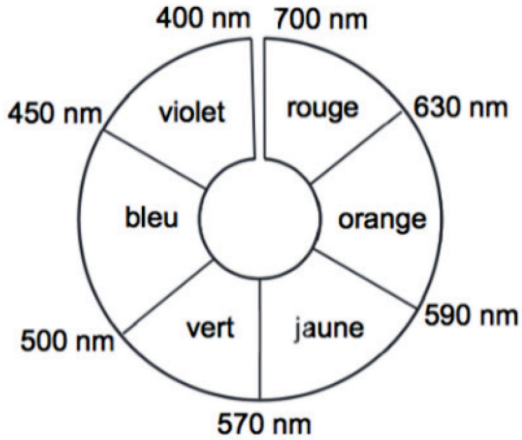 400 nm 700 nm
450 nm violet rouge 630 nm
bleu orange
500 nm vert jaune 590 nm
570 nm